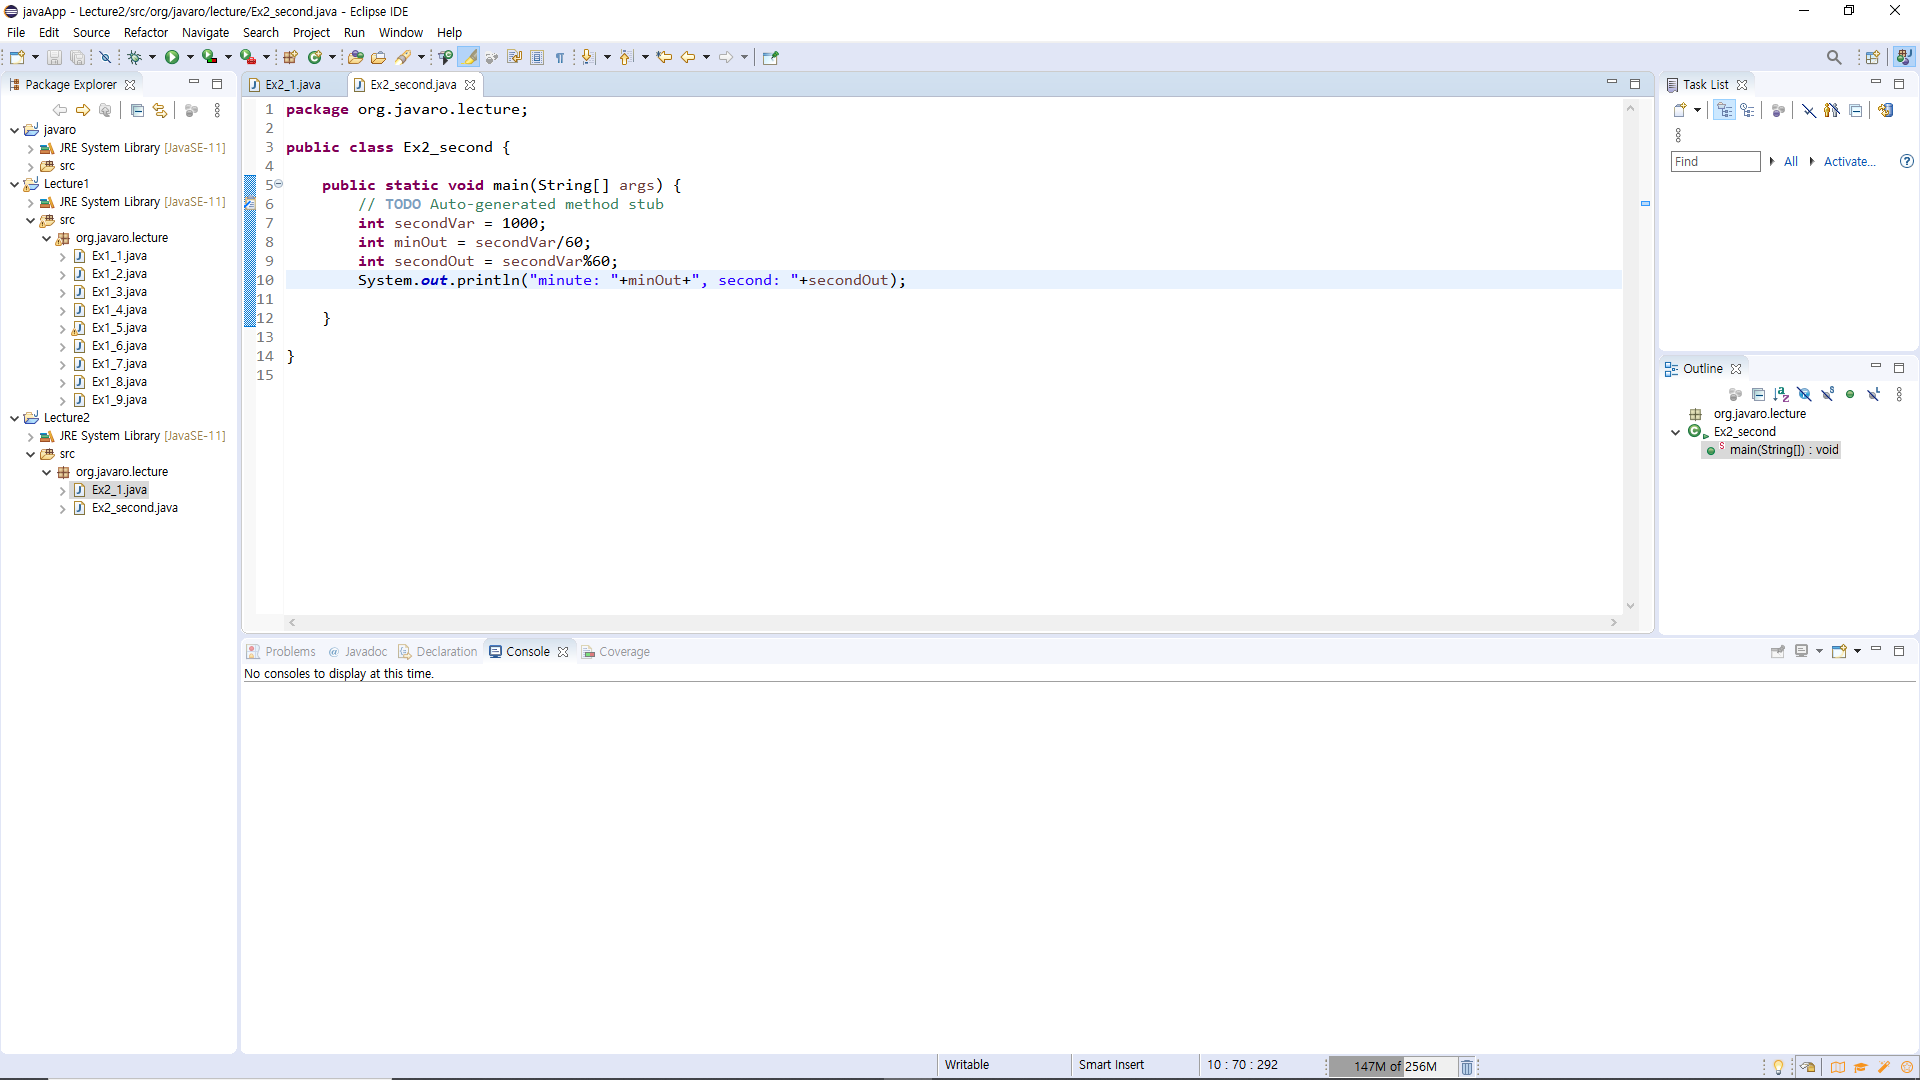 javaApp - Lecture2/src/org/javaro/lecture/Ex2_second.java - Eclipse IDE
File Edit Source Refactor Navigate Search Project Run Window Help
Package Explorer
javaro
JRE System Library [JavaSE-11]
src
Lecture1
JRE System Library [JavaSE-11]
src
org.javaro.lecture
Ex1_1.java
Ex1_2.java
Ex1_3.java
Ex1_4.java
Ex1_5.java
Ex1_6.java
Ex1_7.java
Ex1_8.java
Ex1_9.java
Lecture2
JRE System Library [JavaSE-11]
src
org.javaro.lecture
Ex2_1.java
Ex2_second.java
Ex2_1.java Ex2_second.java
1 package org.javaro.lecture;
2
3 public class Ex2_second {
4
5 public static void main(String[] args) {
6 // TODO Auto-generated method stub
7 int secondVar = 1000;
8 int minOut = secondVar/60;
9 int secondOut = secondVar%60;
10 System.out.println("minute: "+minOut+", second: "+secondOut);
11
12 }
13
14 }
15
Task List
Find All Activate...
Outline
org.javaro.lecture
Ex2_second
main(String[]) : void
Problems Javadoc Declaration Console Coverage
No consoles to display at this time.
Writable Smart Insert 10 : 70 : 292 147M of 256M